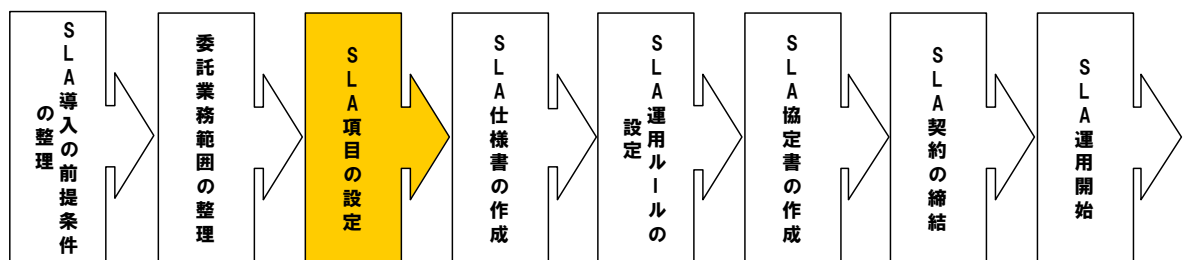 SLA導入の前提条件
の整理
委託業務範囲の整理
SLA項目の設定
SLA仕様書の作成
SLA運用ルールの
設定
SLA協定書の作成
SLA契約の締結
SLA運用開始